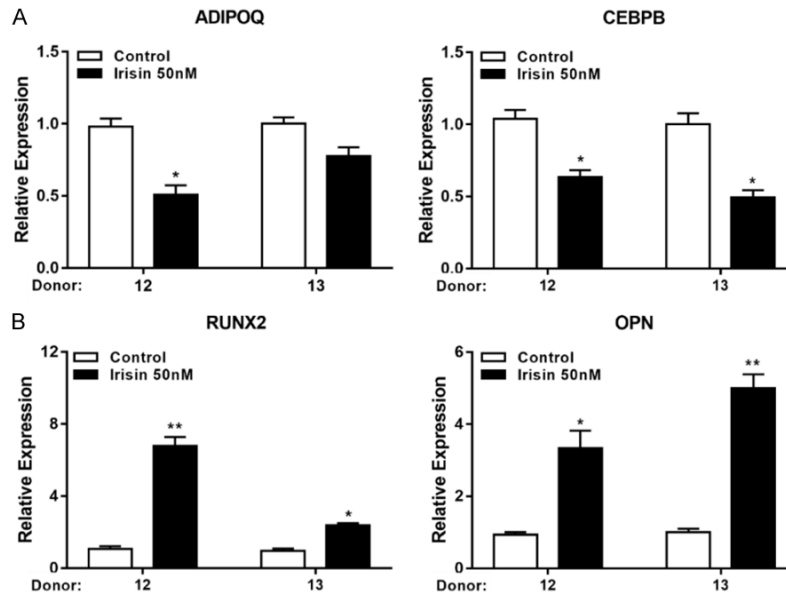 A
ADIPOQ
CEBPB
Relative Expression
1.5
1.0
0.5
0.0
Control
Irisin 50nM
*
Donor: 12 13
Relative Expression
1.5
1.0
0.5
0.0
Control
Irisin 50nM
*
*
12 13
B
RUNX2
OPN
Relative Expression
12
8
4
0
Control
Irisin 50nM
**
*
Donor: 12 13
Relative Expression
6
4
2
0
Control
Irisin 50nM
*
**
12 13